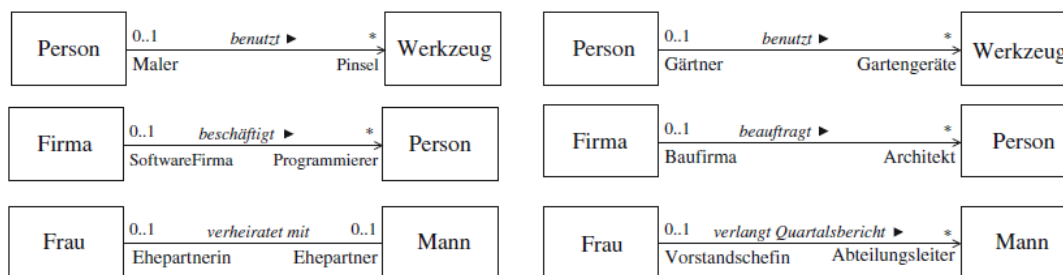 Person 0..1 benutzt ► * Werkzeug
Maler Pinsel
Person 0..1 benutzt ► * Werkzeug
Gärtner Gartengeräte
Firma 0..1 beschäftigt ► * Person
SoftwareFirma Programmierer
Firma 0..1 beauftragt ► * Person
Baufirma Architekt
Frau 0..1 verheiratet mit 0..1 Mann
Ehepartnerin Ehepartner
Frau 0..1 verlangt Quartalsbericht ► * Mann
Vorstandschefin Abteilungsleiter